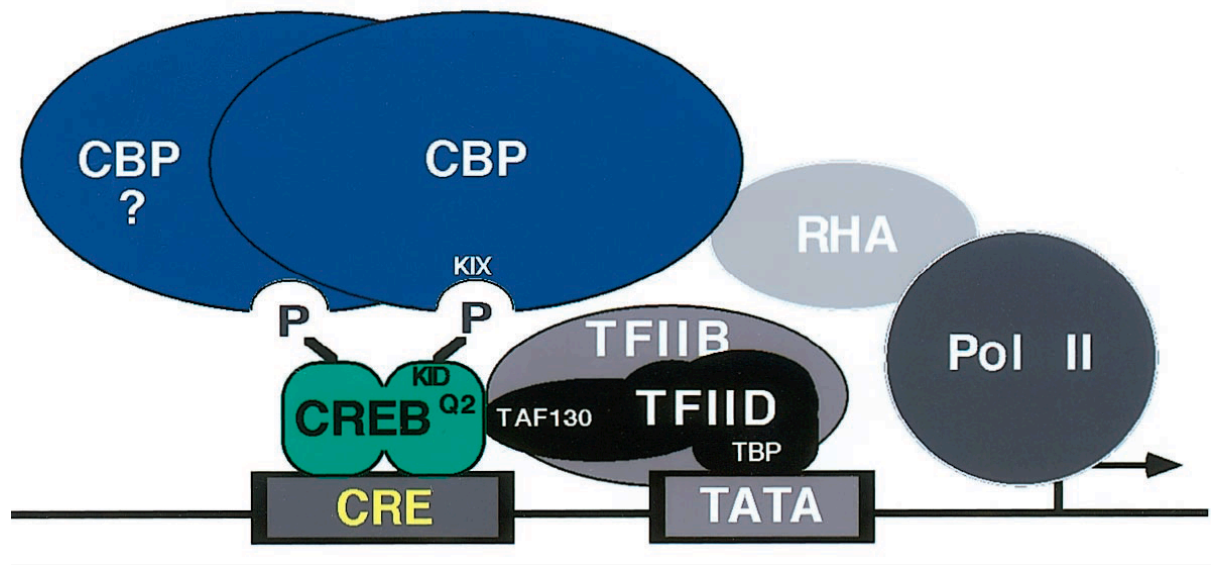 CBP
?
CBP
RHA
KIX
P
P
TFIIB
Pol II
KID
CREB Q2
TAF130
TFIID
TBP
CRE
TATA